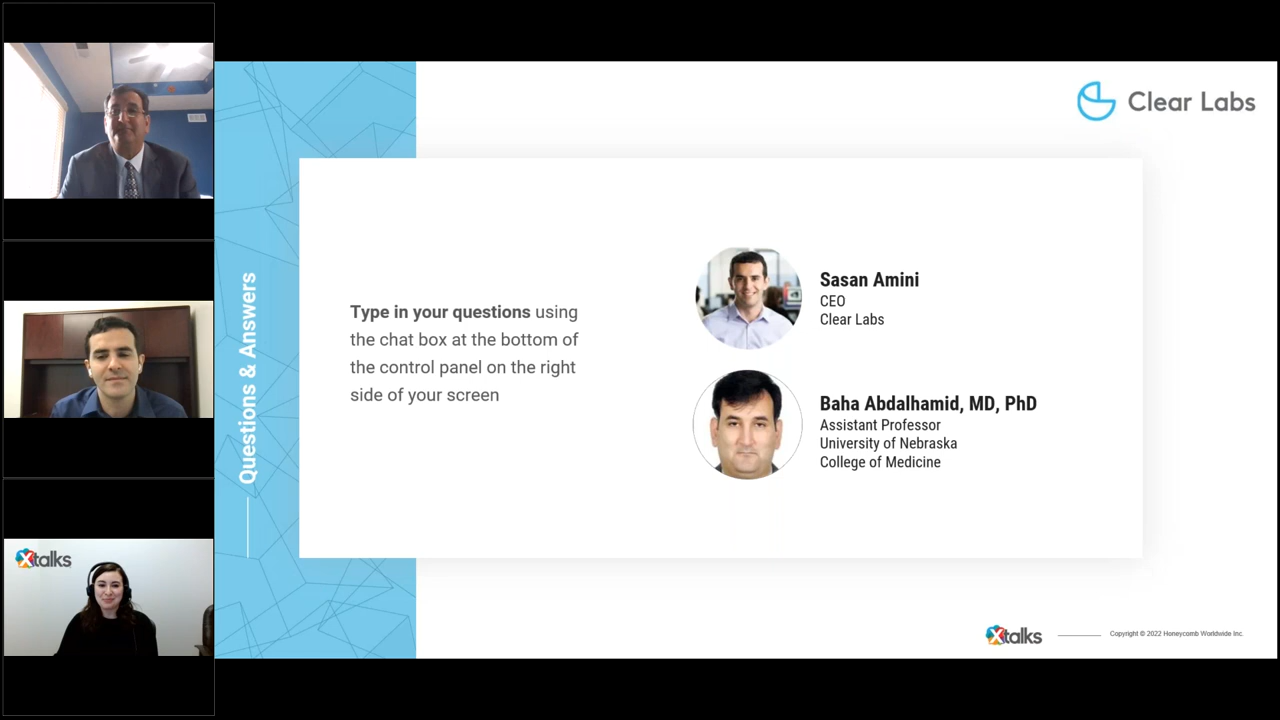 Clear Labs
Questions & Answers
Type in your questions using
the chat box at the bottom of
the control panel on the right
side of your screen
Sasan Amini
CEO
Clear Labs
Baha Abdalhamid, MD, PhD
Assistant Professor
University of Nebraska
College of Medicine
Xtalks
Xtalks
Copyright © 2022 Honeycomb Worldwide Inc.